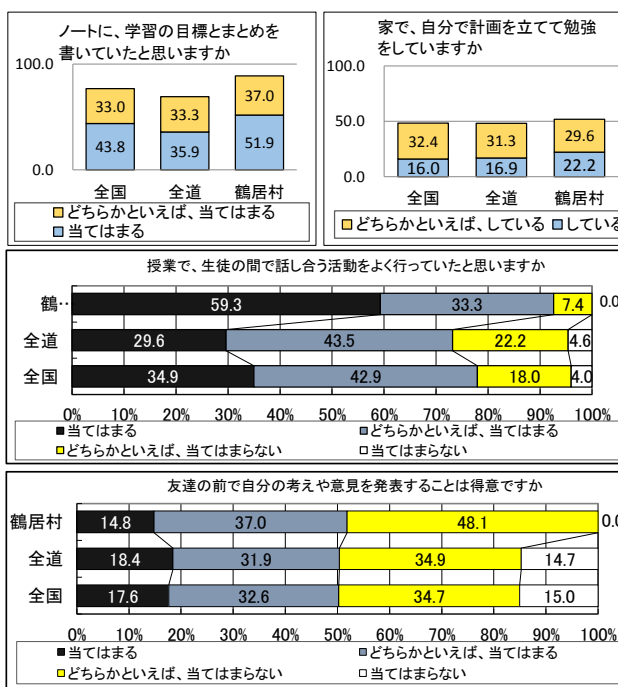 ノートに、学習の目標とまとめを
書いていたと思いますか
100.0
0.0
33.0
33.3
37.0
43.8
35.9
51.9
全国
全道
鶴居村
どちらかといえば、当てはまる
当てはまる
家で、自分で計画を立てて勉強
をしていますか
100.0
50.0
0.0
32.4
31.3
29.6
16.0
16.9
22.2
全国
全道
鶴居村
どちらかといえば、している
している
授業で、生徒の間で話し合う活動をよく行っていたと思いますか
鶴…
59.3
33.3
7.4
0.0
全道
29.6
43.5
22.2
4.6
全国
34.9
42.9
18.0
4.0
0% 10% 20% 30% 40% 50% 60% 70% 80% 90% 100%
当てはまる
どちらかといえば、当てはまる
どちらかといえば、当てはまらない
当てはまらない
友達の前で自分の考えや意見を発表することは得意ですか
鶴居村
14.8
37.0
48.1
0.0
全道
18.4
31.9
34.9
14.7
全国
17.6
32.6
34.7
15.0
0% 10% 20% 30% 40% 50% 60% 70% 80% 90% 100%
当てはまる
どちらかといえば、当てはまる
どちらかといえば、当てはまらない
当てはまらない